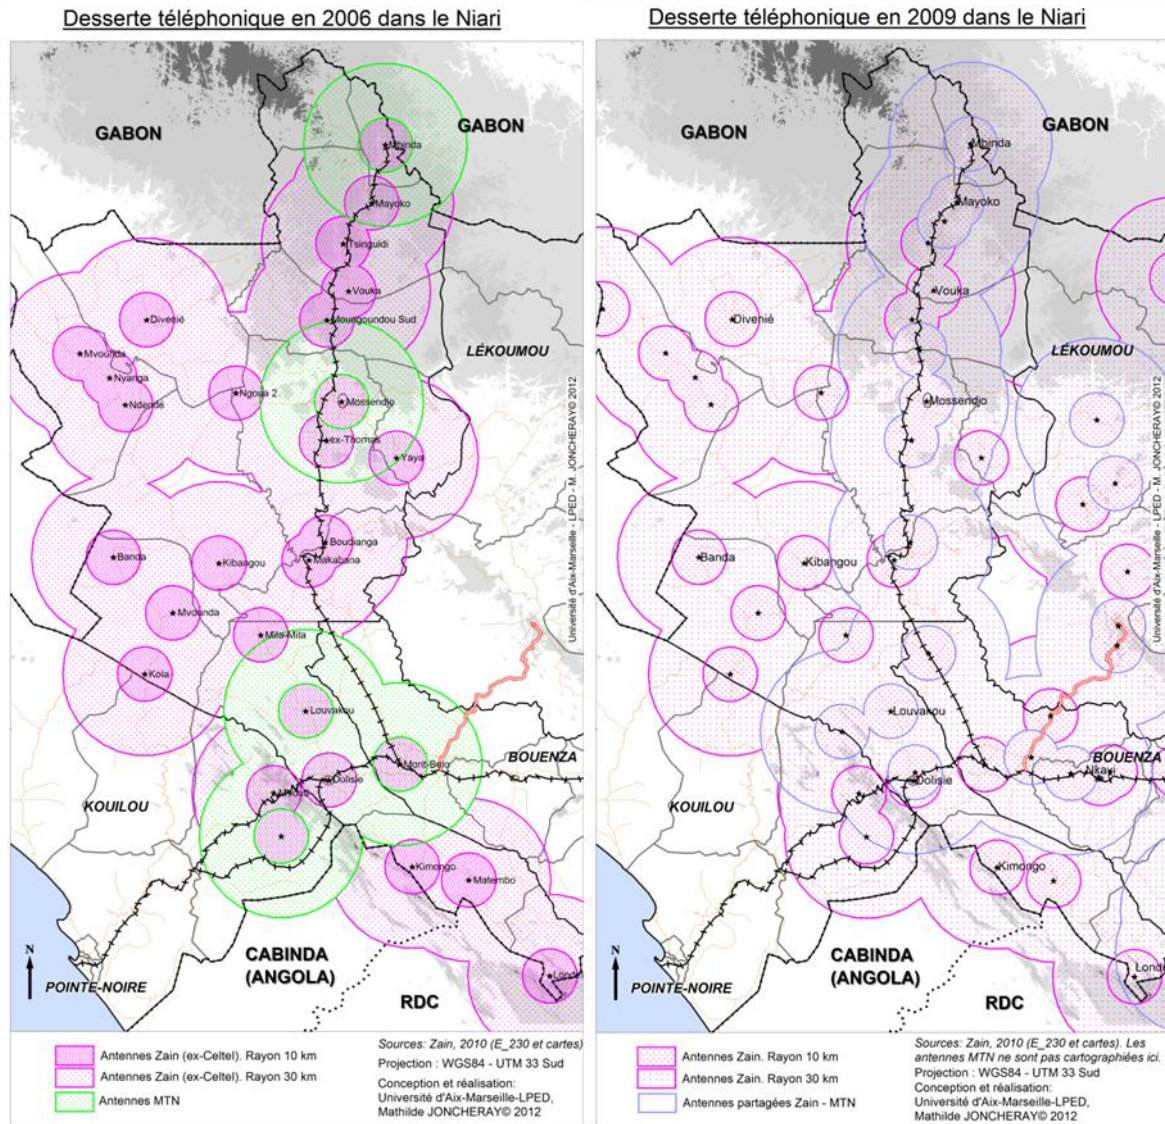 Desserte téléphonique en 2006 dans le Niari
GABON
GABON
Mbinda
Mayoko
Tsinguidi
Vouka
Moungoundou Sud
Divenié
LÉKOUMOU
Mvounda
Nyanga
Ngoua 2
Ndendé
Mossendjo
ex-Thomas
Yaya
Boudianga
Banda
Kibangou
Makabana
Mvounda
Mila-Mila
Kola
Louvakou
BOUENZA
Mont-Belo
Dolisie
KOUILOU
Kimongo
Matembo
CABINDA
(ANGOLA)
Londe
N
POINTE-NOIRE
RDC
Université d'Aix-Marseille - LPED - M. JONCHERAY© 2012
Antennes Zain (ex-Celtel). Rayon 10 km
Antennes Zain (ex-Celtel). Rayon 30 km
Antennes MTN
Sources: Zain, 2010 (E_230 et cartes)
Projection : WGS84 - UTM 33 Sud
Conception et réalisation:
Université d'Aix-Marseille-LPED,
Mathilde JONCHERAY© 2012
Desserte téléphonique en 2009 dans le Niari
GABON
GABON
Mbinda
Mayoko
Vouka
Divenié
LÉKOUMOU
Mossendjo
Banda
Kibangou
Louvakou
BOUENZA
Nkayi
Dolisie
KOUILOU
Kimongo
CABINDA
(ANGOLA)
Londe
N
POINTE-NOIRE
RDC
Université d'Aix-Marseille - LPED - M. JONCHERAY© 2012
Antennes Zain. Rayon 10 km
Antennes Zain. Rayon 30 km
Antennes partagées Zain - MTN
Sources: Zain, 2010 (E_230 et cartes). Les
antennes MTN ne sont pas cartographiées ici.
Projection : WGS84 - UTM 33 Sud
Conception et réalisation:
Université d'Aix-Marseille-LPED,
Mathilde JONCHERAY© 2012